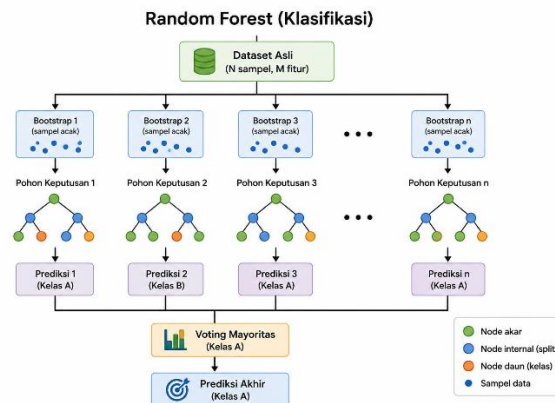 Random Forest (Klasifikasi)
Dataset Asli
(N sampel, M fitur)
Bootstrap 1
(sampel acak)
Bootstrap 2
(sampel acak)
Bootstrap 3
(sampel acak)
Bootstrap n
(sampel acak)
Pohon Keputusan 1
Pohon Keputusan 2
Pohon Keputusan 3
Pohon Keputusan n
Prediksi 1
(Kelas A)
Prediksi 2
(Kelas B)
Prediksi 3
(Kelas A)
Prediksi n
(Kelas A)
Voting Mayoritas
(Kelas A)
Prediksi Akhir
(Kelas A)
Node akar
Node internal (split
Node daun (kelas)
Sampel data